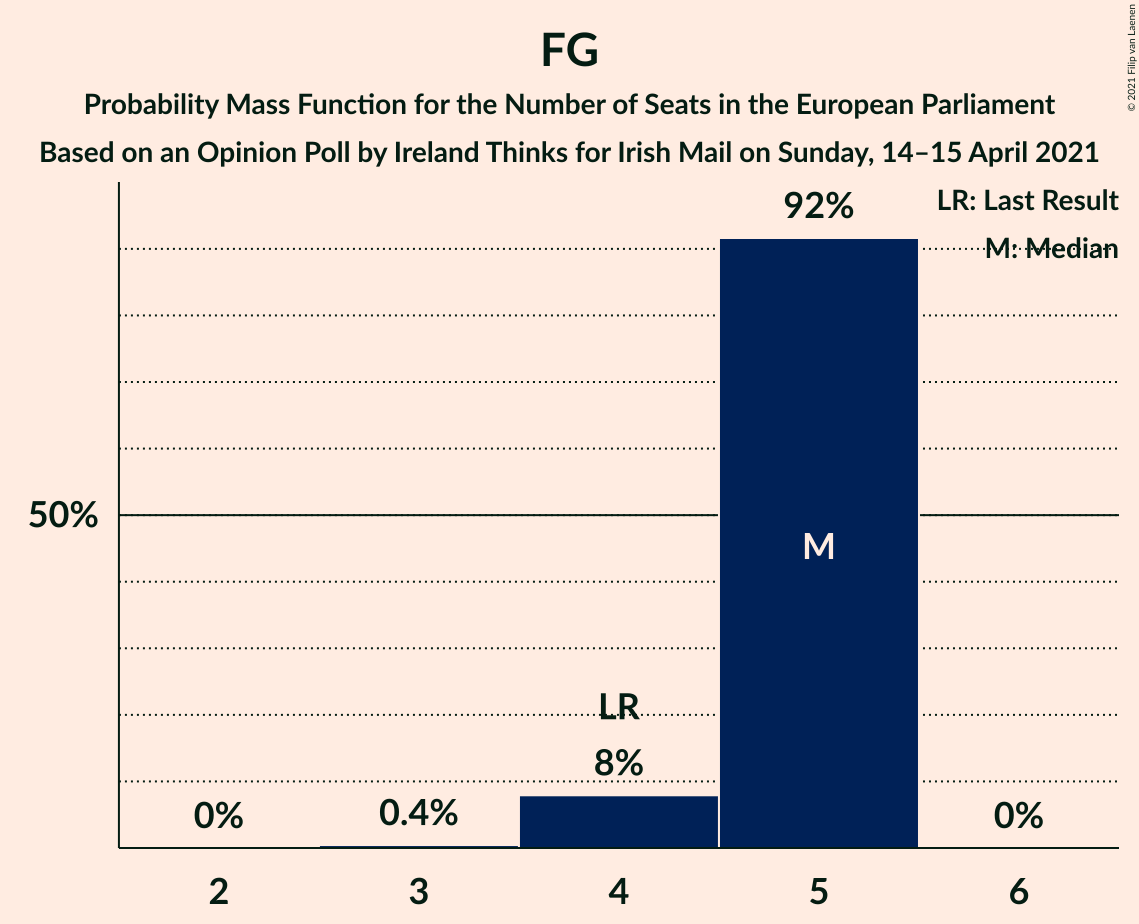 FG
Probability Mass Function for the Number of Seats in the European Parliament
Based on an Opinion Poll by Ireland Thinks for Irish Mail on Sunday, 14–15 April 2021
© 2021 Filip van Laenen
LR: Last Result
M: Median
92%
50%
M
LR
8%
0%
0.4%
0%
2
3
4
5
6